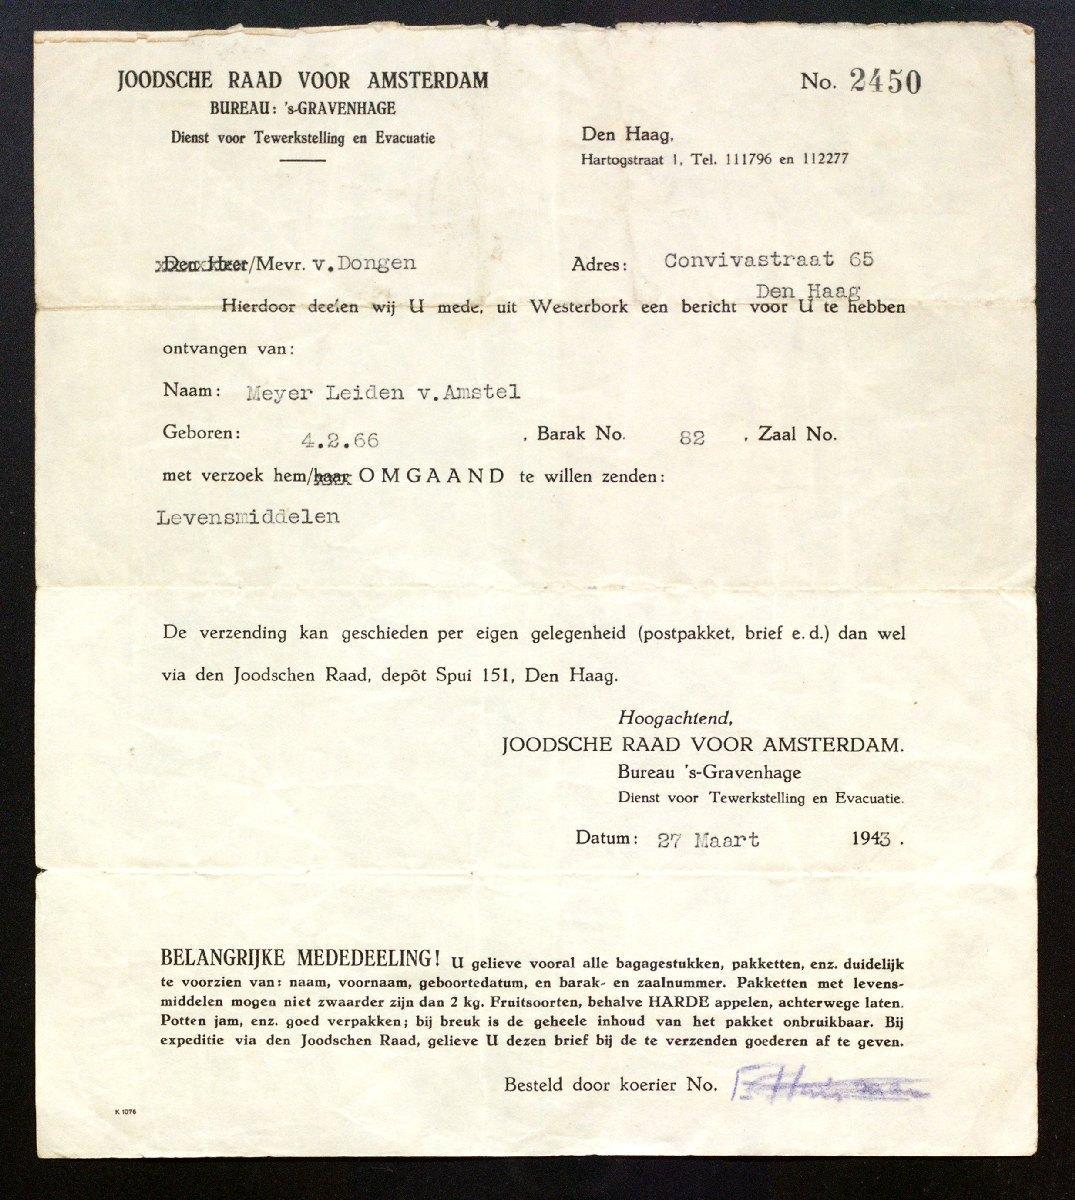 JOODSCHE RAAD VOOR AMSTERDAM
BUREAU: 's-GRAVENHAGE
Dienst voor Tewerkstelling en Evacuatie
No. 2450
Den Haag,
Hartogstraat 1, Tel. 111796 en 112277
Den Heer/Mevr. v.Dongen Adres: Convivastraat 65
Den Haag
Hierdoor deelen wij U mede, uit Westerbork een bericht voor U te hebben
ontvangen van:
Naam: Meyer Leiden v.Amstel
Geboren: 4.2.66 , Barak No. 82 , Zaal No.
met verzoek hem/haar OMGAAND te willen zenden:
Levensmiddelen
De verzending kan geschieden per eigen gelegenheid (postpakket, brief e.d.) dan wel
via den Joodschen Raad, depôt Spui 151, Den Haag.
Hoogachtend,
JOODSCHE RAAD VOOR AMSTERDAM.
Bureau 's-Gravenhage
Dienst voor Tewerkstelling en Evacuatie.
Datum: 27 Maart 1943.
BELANGRIJKE MEDEDEELING! U gelieve vooral alle bagagestukken, pakketten, enz. duidelijk
te voorzien van: naam, voornaam, geboortedatum, en barak- en zaalnummer. Pakketten met levens-
middelen mogen niet zwaarder zijn dan 2 kg. Fruitsoorten, behalve HARDE appelen, achterwege laten.
Potten jam, enz. goed verpakken; bij breuk is de geheele inhoud van het pakket onbruikbaar. Bij
expeditie via den Joodschen Raad, gelieve U dezen brief bij de te verzenden goederen af te geven.
Besteld door koerier No.
K 1076